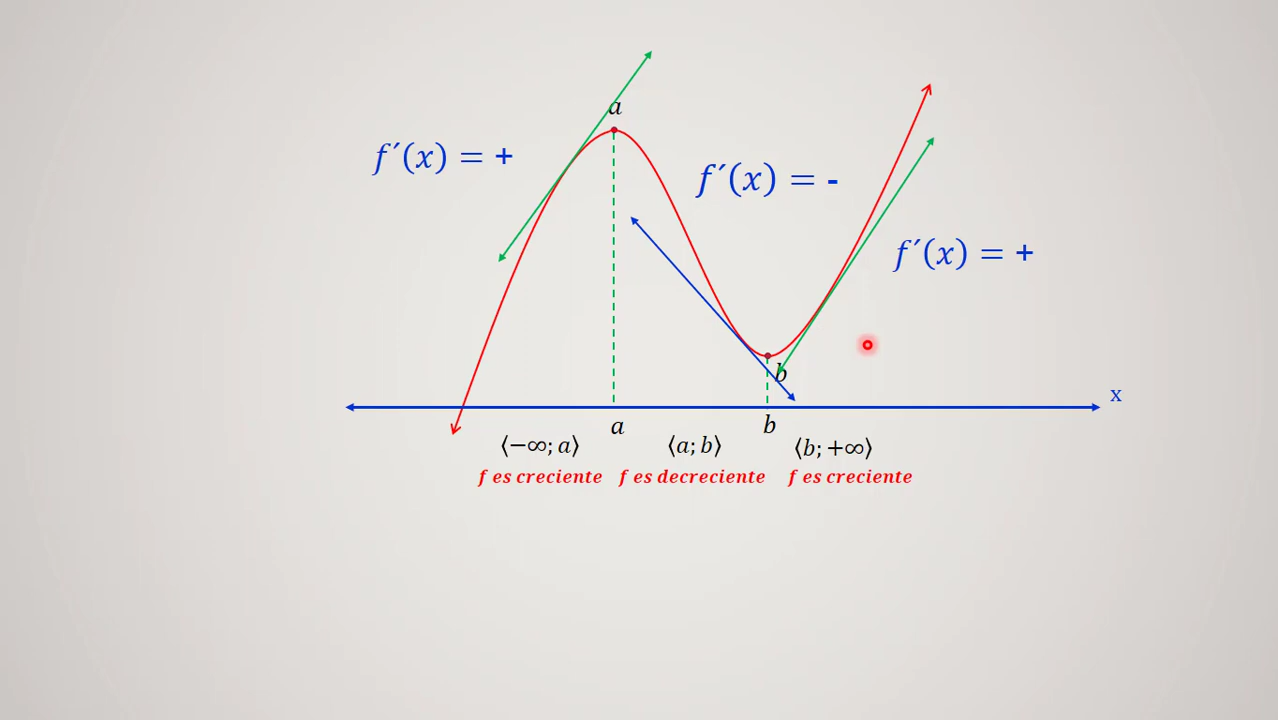 a
f´(x) = +
f´(x) = -
f´(x) = +
b
x
a
b
⟨−∞; a⟩
⟨a; b⟩
⟨b; +∞⟩
f es creciente
f es decreciente
f es creciente